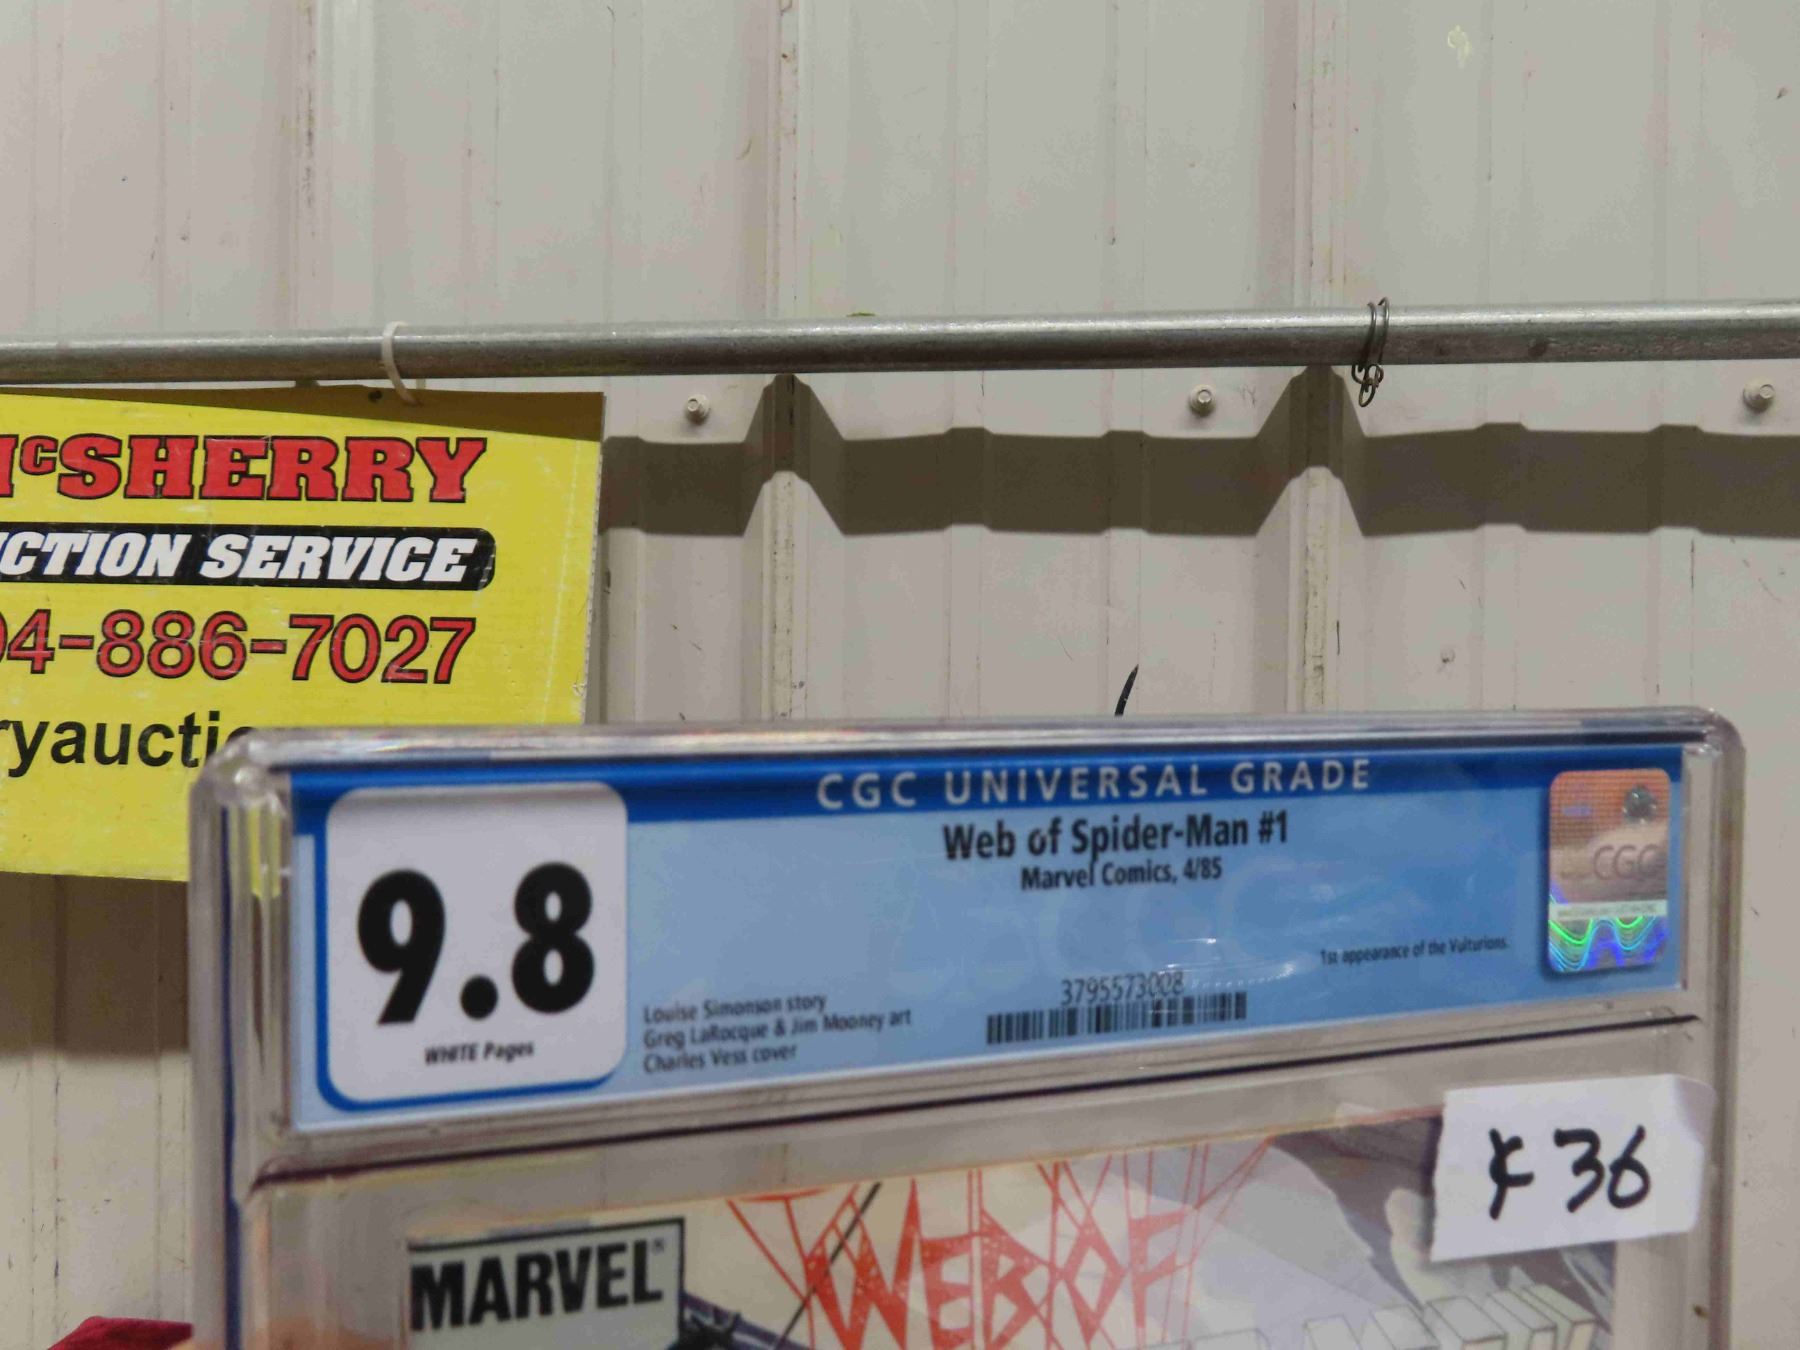 McSHERRY
CTION SERVICE
04-886-7027
ryaucti
CGC UNIVERSAL GRADE
Web of Spider-Man #1
Marvel Comics, 4/85
9.8
WHITE Pages
1st appearance of the Vulturions.
3795573008
Louise Simonson story
Greg LaRocque & Jim Mooney art
Charles Vess cover
CGC
36
MARVEL
WEB OF